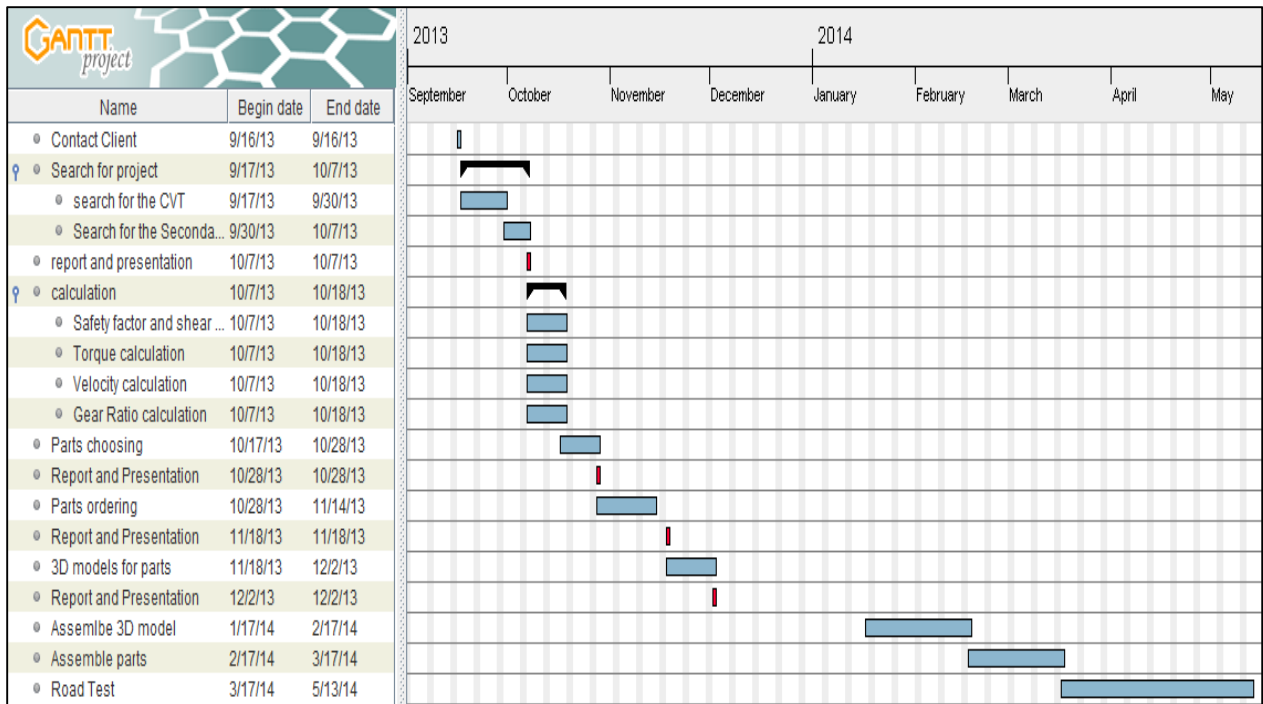 GANTT
project
2013 2014
September October November December January February March April May
Name Begin date End date
Contact Client 9/16/13 9/16/13
Search for project 9/17/13 10/7/13
search for the CVT 9/17/13 9/30/13
Search for the Seconda... 9/30/13 10/7/13
report and presentation 10/7/13 10/7/13
calculation 10/7/13 10/18/13
Safety factor and shear ... 10/7/13 10/18/13
Torque calculation 10/7/13 10/18/13
Velocity calculation 10/7/13 10/18/13
Gear Ratio calculation 10/7/13 10/18/13
Parts choosing 10/17/13 10/28/13
Report and Presentation 10/28/13 10/28/13
Parts ordering 10/28/13 11/14/13
Report and Presentation 11/18/13 11/18/13
3D models for parts 11/18/13 12/2/13
Report and Presentation 12/2/13 12/2/13
Assemlbe 3D model 1/17/14 2/17/14
Assemble parts 2/17/14 3/17/14
Road Test 3/17/14 5/13/14